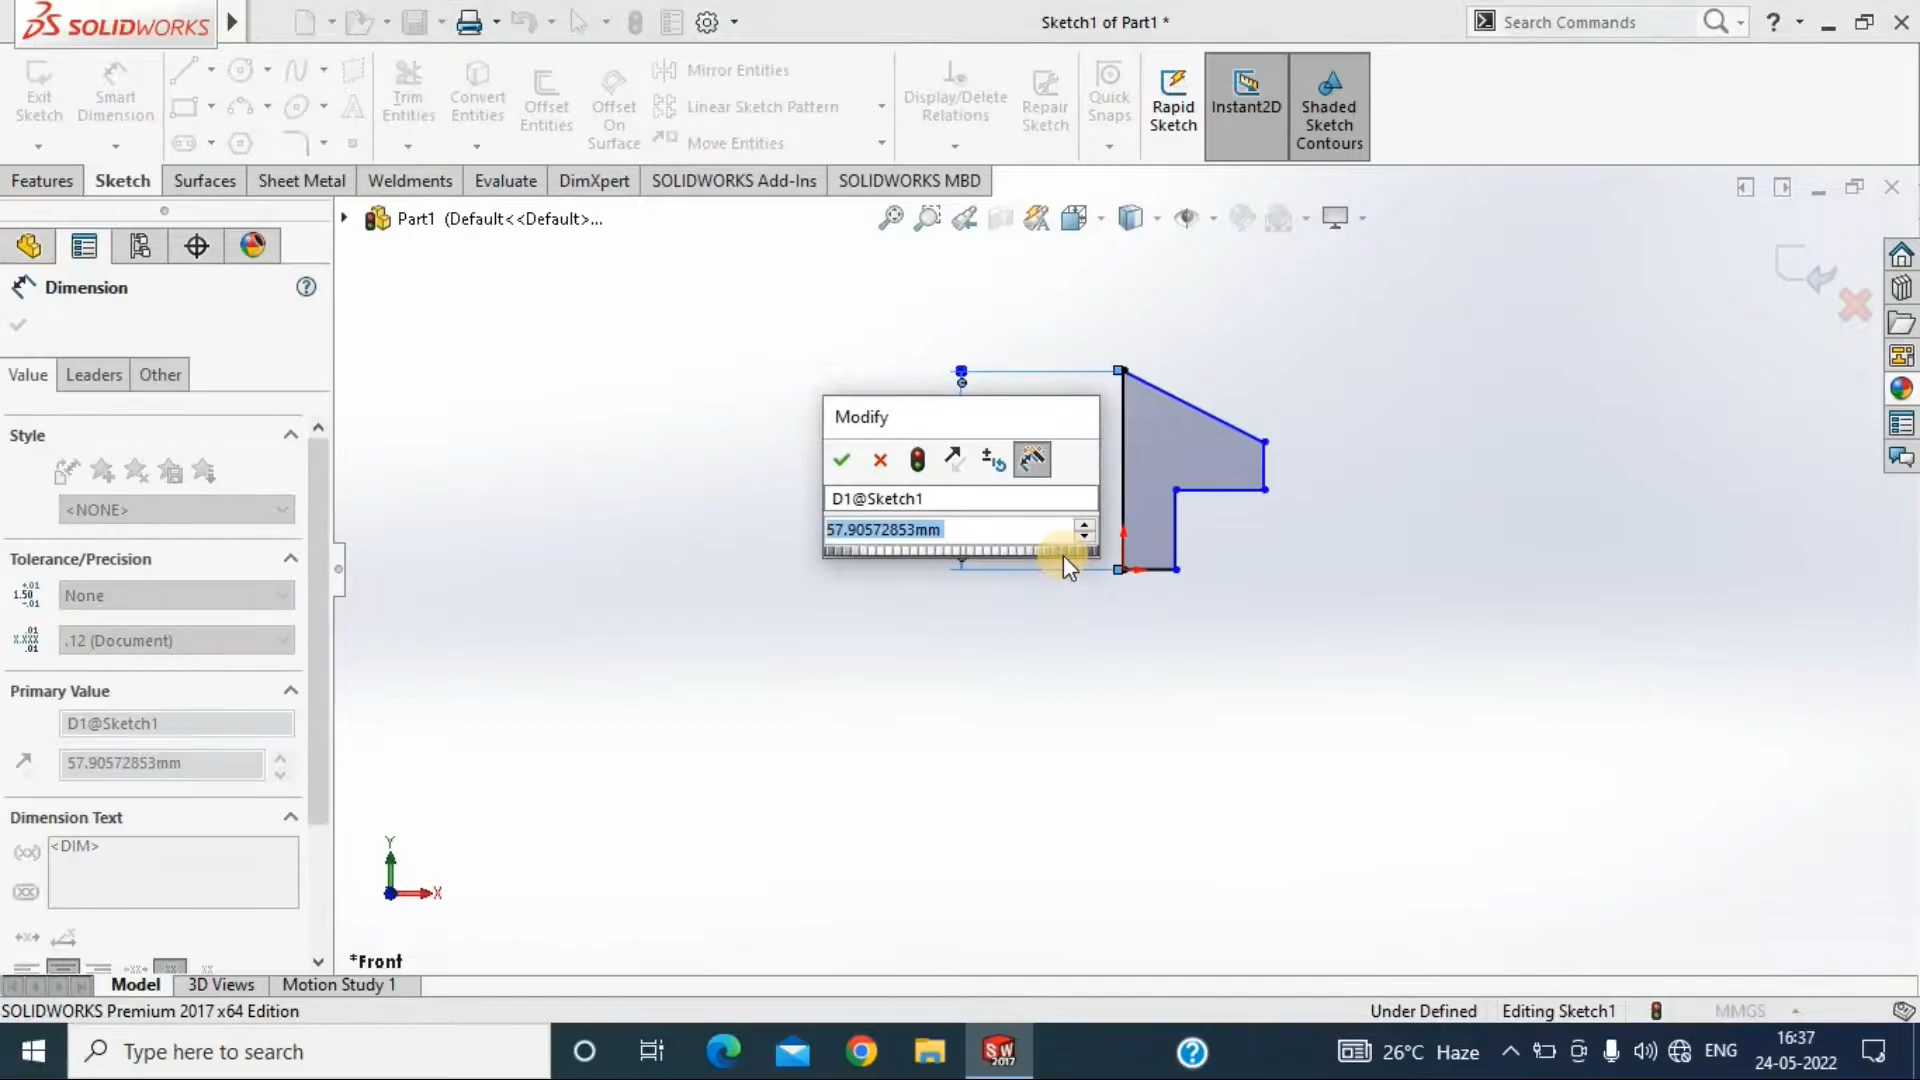 SOLIDWORKS
Sketch1 of Part1 *
Search Commands
?
Exit Sketch
Smart Dimension
Trim Entities
Convert Entities
Offset Entities
Offset On Surface
Mirror Entities
Linear Sketch Pattern
Move Entities
Display/Delete Relations
Repair Sketch
Quick Snaps
Rapid Sketch
Instant2D
Shaded Sketch Contours
Features
Sketch
Surfaces
Sheet Metal
Weldments
Evaluate
DimXpert
SOLIDWORKS Add-Ins
SOLIDWORKS MBD
Part1 (Default<<Default>...
Dimension
Value
Leaders
Other
Style
<NONE>
Tolerance/Precision
None
.12 (Document)
Primary Value
D1@Sketch1
57.90572853mm
Dimension Text
<DIM>
Modify
D1@Sketch1
57.90572853mm
Y
X
*Front
Model
3D Views
Motion Study 1
SOLIDWORKS Premium 2017 x64 Edition
Under Defined
Editing Sketch1
MMGS
Type here to search
SW
2017
26°C Haze
ENG
16:37
24-05-2022